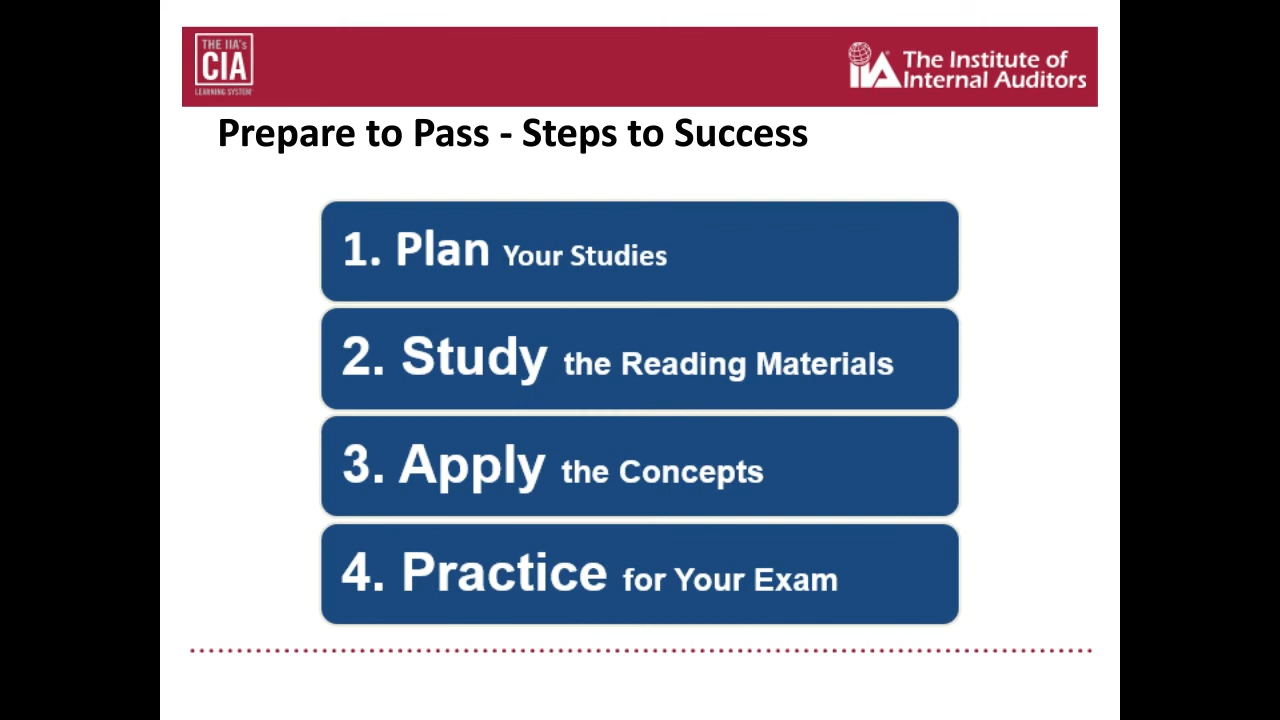 THE IIA's
CIA
LEARNING SYSTEM
IIA
The Institute of
Internal Auditors
Prepare to Pass - Steps to Success
1. Plan Your Studies
2. Study the Reading Materials
3. Apply the Concepts
4. Practice for Your Exam